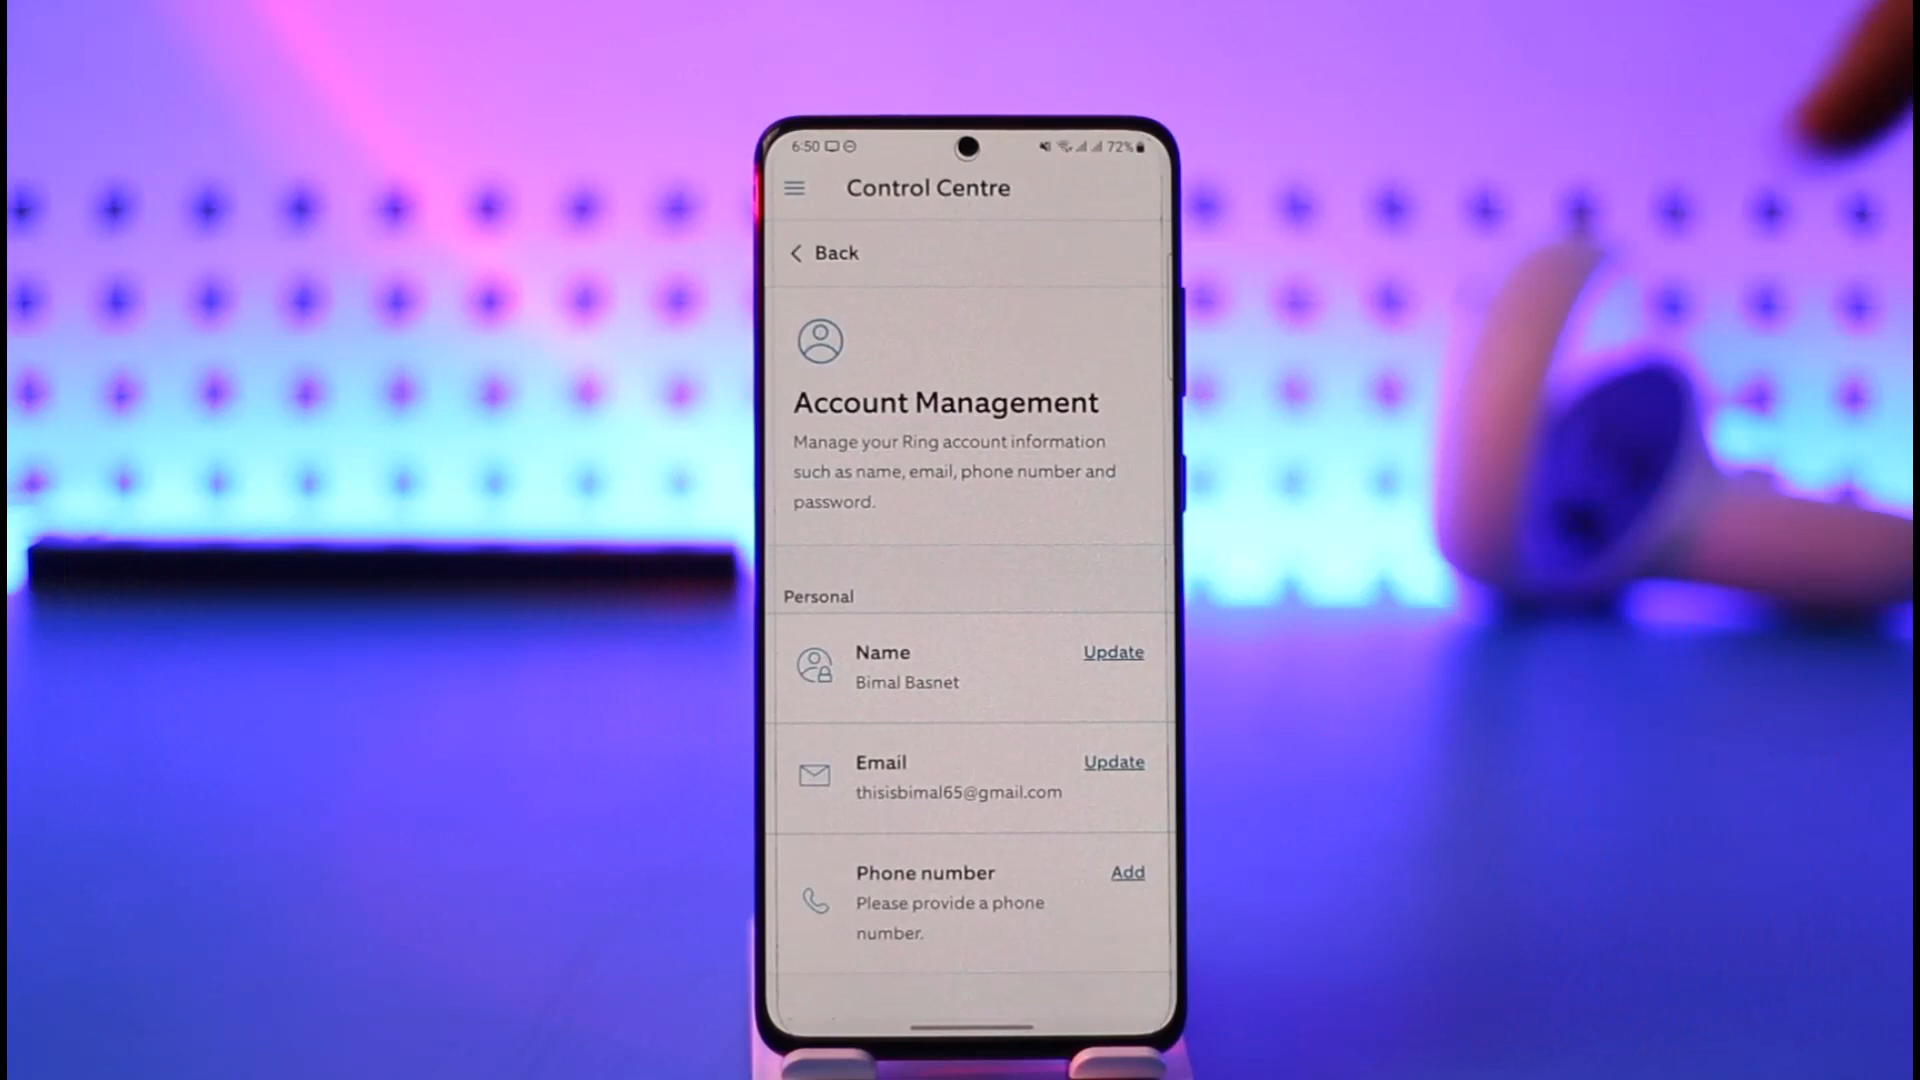 6:50 72%
Control Centre
Back
Account Management
Manage your Ring account information
such as name, email, phone number and
password.
Personal
Name Update
Bimal Basnet
Email Update
thisisbimal65@gmail.com
Phone number Add
Please provide a phone
number.